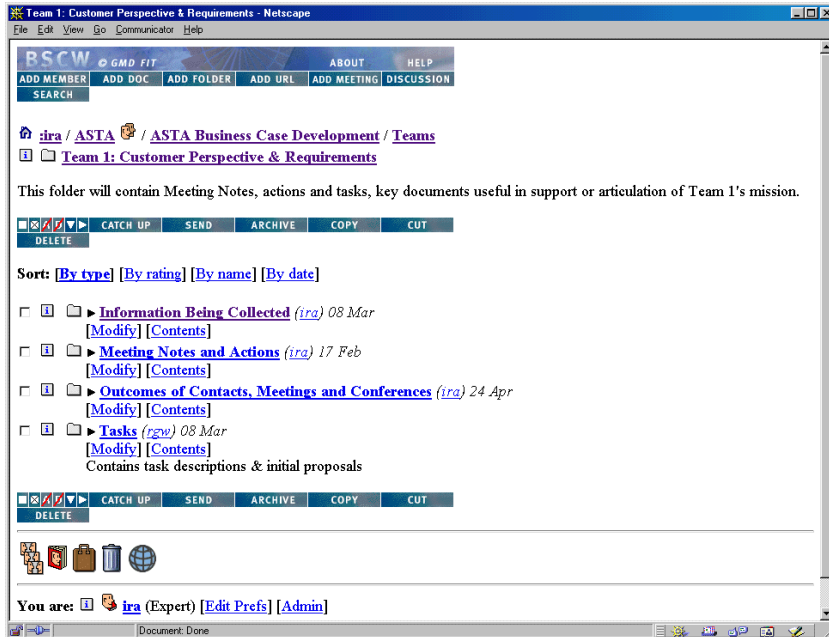 Team 1: Customer Perspective & Requirements - Netscape
File Edit View Go Communicator Help
BSCW © GMD FIT ABOUT HELP
ADD MEMBER ADD DOC ADD FOLDER ADD URL ADD MEETING DISCUSSION
SEARCH
:ira / ASTA / ASTA Business Case Development / Teams
Team 1: Customer Perspective & Requirements
This folder will contain Meeting Notes, actions and tasks, key documents useful in support or articulation of Team 1's mission.
CATCH UP SEND ARCHIVE COPY CUT
DELETE
Sort: [By type] [By rating] [By name] [By date]
Information Being Collected (ira) 08 Mar
[Modify] [Contents]
Meeting Notes and Actions (ira) 17 Feb
[Modify] [Contents]
Outcomes of Contacts, Meetings and Conferences (ira) 24 Apr
[Modify] [Contents]
Tasks (rgw) 08 Mar
[Modify] [Contents]
Contains task descriptions & initial proposals
CATCH UP SEND ARCHIVE COPY CUT
DELETE
You are: ira (Expert) [Edit Prefs] [Admin]
Document: Done